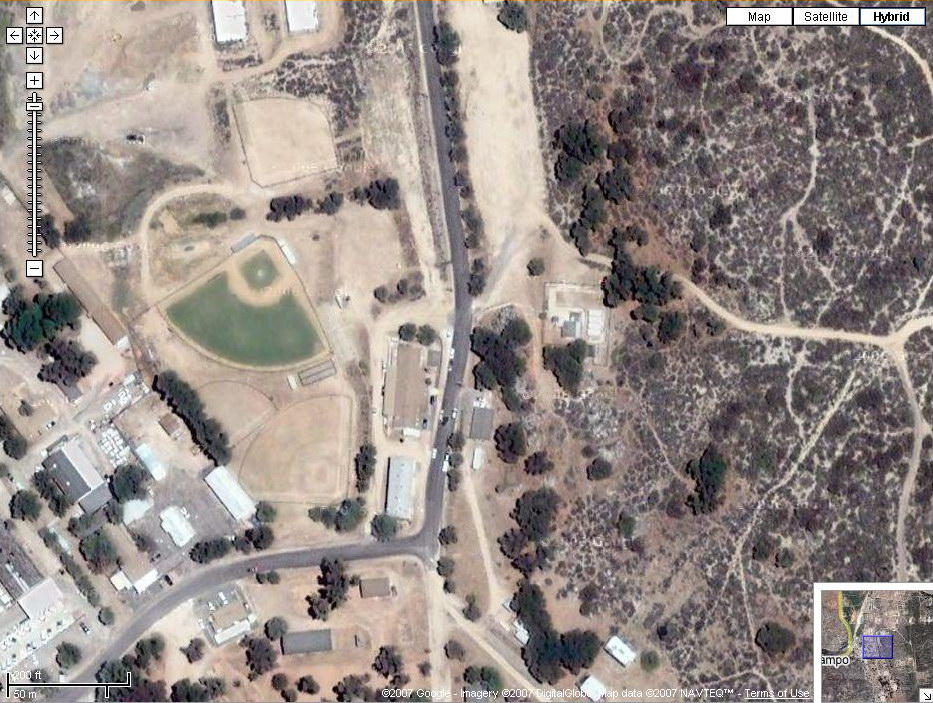 Map Satellite Hybrid
ampo
200 ft
50 m
©2007 Google - Imagery ©2007 DigitalGlobe, Map data ©2007 NAVTEQ™ - Terms of Use